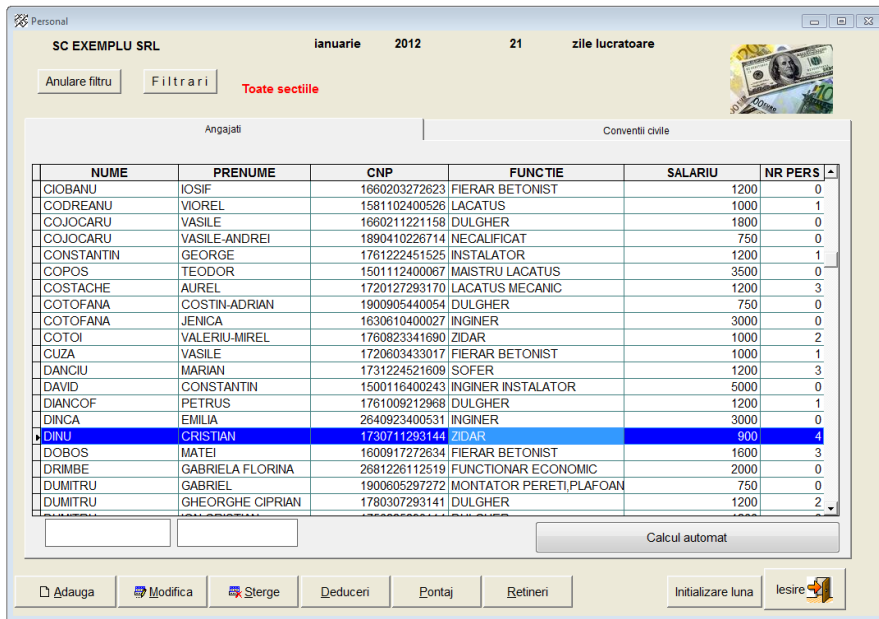 Personal
SC EXEMPLU SRL ianuarie 2012 21 zile lucratoare
Anulare filtru Filtrari Toate sectiile
Angajati Conventii civile
NUME PRENUME CNP FUNCTIE SALARIU NR PERS
CIOBANU IOSIF 1660203272623 FIERAR BETONIST 1200 0
CODREANU VIOREL 1581102400526 LACATUS 1000 1
COJOCARU VASILE 1660211221158 DULGHER 1800 0
COJOCARU VASILE-ANDREI 1890410226714 NECALIFICAT 750 0
CONSTANTIN GEORGE 1761222451525 INSTALATOR 1200 1
COPOS TEODOR 1501112400067 MAISTRU LACATUS 3500 0
COSTACHE AUREL 1720127293170 LACATUS MECANIC 1200 3
COTOFANA COSTIN-ADRIAN 1900905440054 DULGHER 750 0
COTOFANA JENICA 1630610400027 INGINER 3000 0
COTOI VALERIU-MIREL 1760823341690 ZIDAR 1000 2
CUZA VASILE 1720603433017 FIERAR BETONIST 1000 1
DANCIU MARIAN 1731224521609 SOFER 1200 3
DAVID CONSTANTIN 1500116400243 INGINER INSTALATOR 5000 0
DIANCOF PETRUS 1761009212968 DULGHER 1200 1
DINCA EMILIA 2640923400531 INGINER 3000 0
DINU CRISTIAN 1730711293144 ZIDAR 900 4
DOBOS MATEI 1600917272634 FIERAR BETONIST 1600 3
DRIMBE GABRIELA FLORINA 2681226112519 FUNCTIONAR ECONOMIC 2000 0
DUMITRU GABRIEL 1900605297272 MONTATOR PERETI,PLAFOAN 750 0
DUMITRU GHEORGHE CIPRIAN 1780307293141 DULGHER 1200 2
Calcul automat
Adauga Modifica Sterge Deduceri Pontaj Retineri Initializare luna Iesire